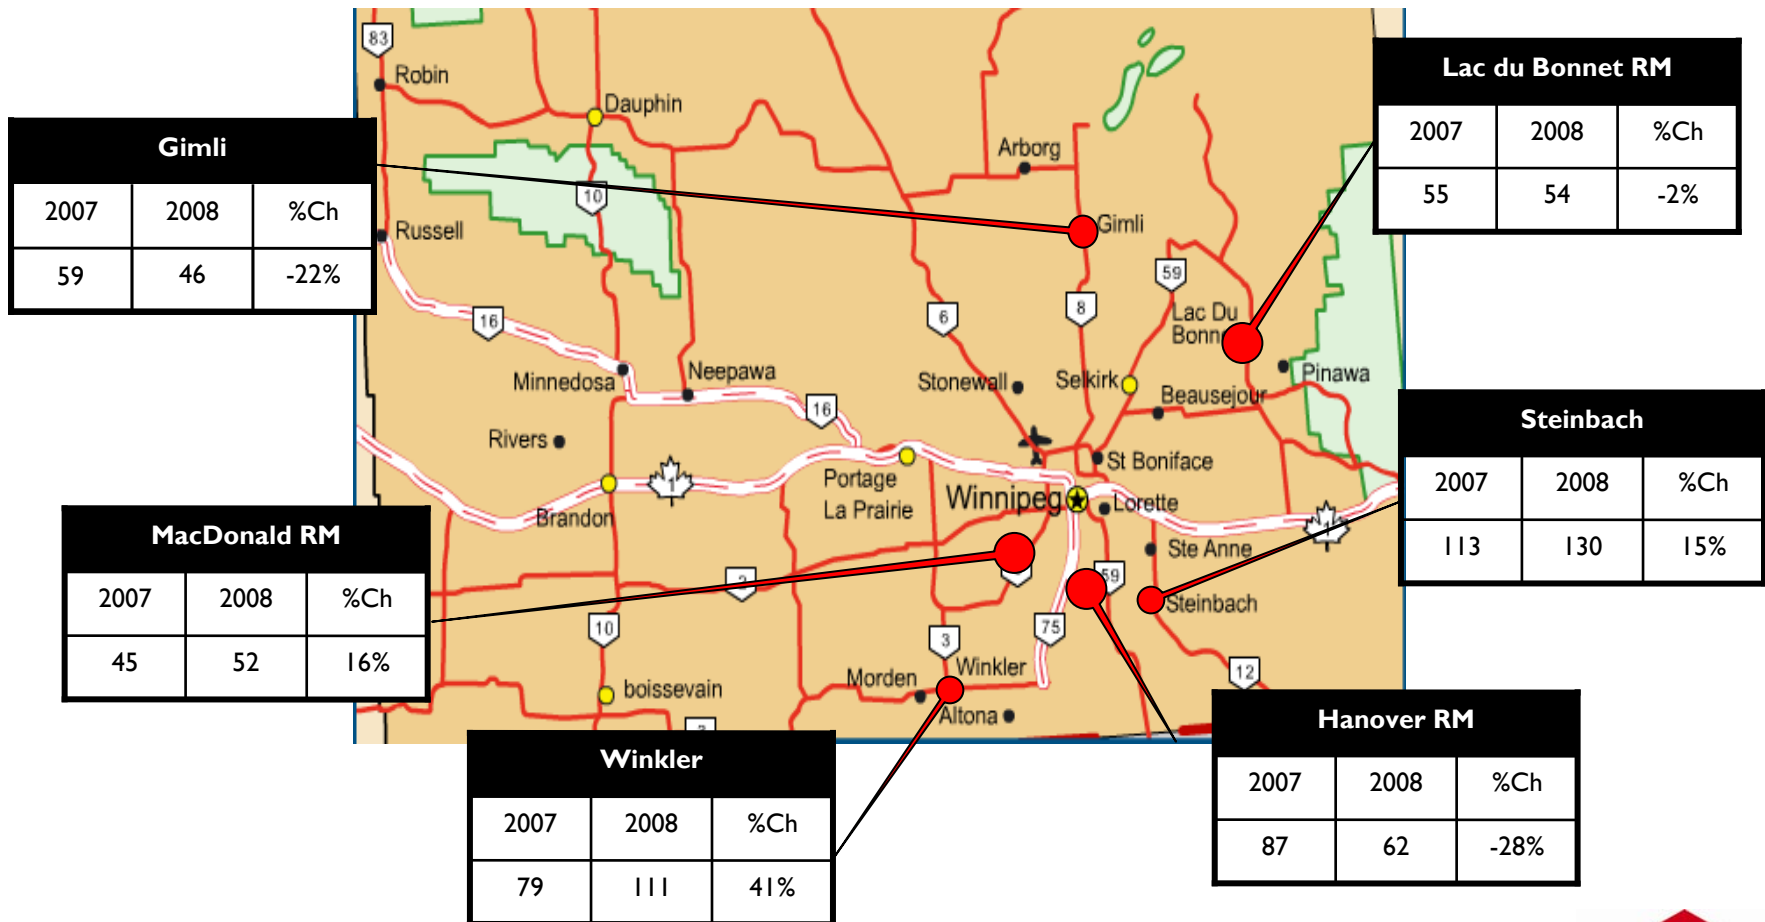 83
Robin
Dauphin
Lac du Bonnet RM
2007 2008 %Ch
55 54 -2%
Gimli
2007 2008 %Ch
59 46 -22%
Arborg
10
Russell
Gimli
59
8
6
16
Lac Du
Minnedosa
Neepawa
Stonewall
Selkirk
Pinawa
Beausejour
16
Steinbach
2007 2008 %Ch
113 130 15%
Rivers
St Boniface
1
Portage
La Prairie
Winnipeg
Lorette
Brandon
1
Ste Anne
MacDonald RM
2007 2008 %Ch
45 52 16%
59
Steinbach
10
3
75
12
Morden
Winkler
boissevain
Altona
Hanover RM
2007 2008 %Ch
87 62 -28%
Winkler
2007 2008 %Ch
79 111 41%